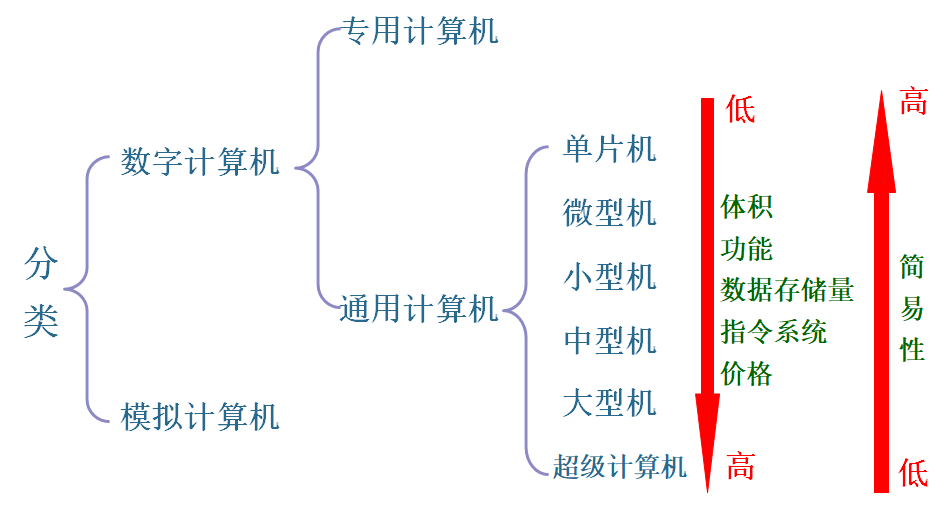 分
类
数字计算机
模拟计算机
专用计算机
通用计算机
单片机
微型机
小型机
中型机
大型机
超级计算机
低
体积
功能
数据存储量
指令系统
价格
高
高
简
易
性
低